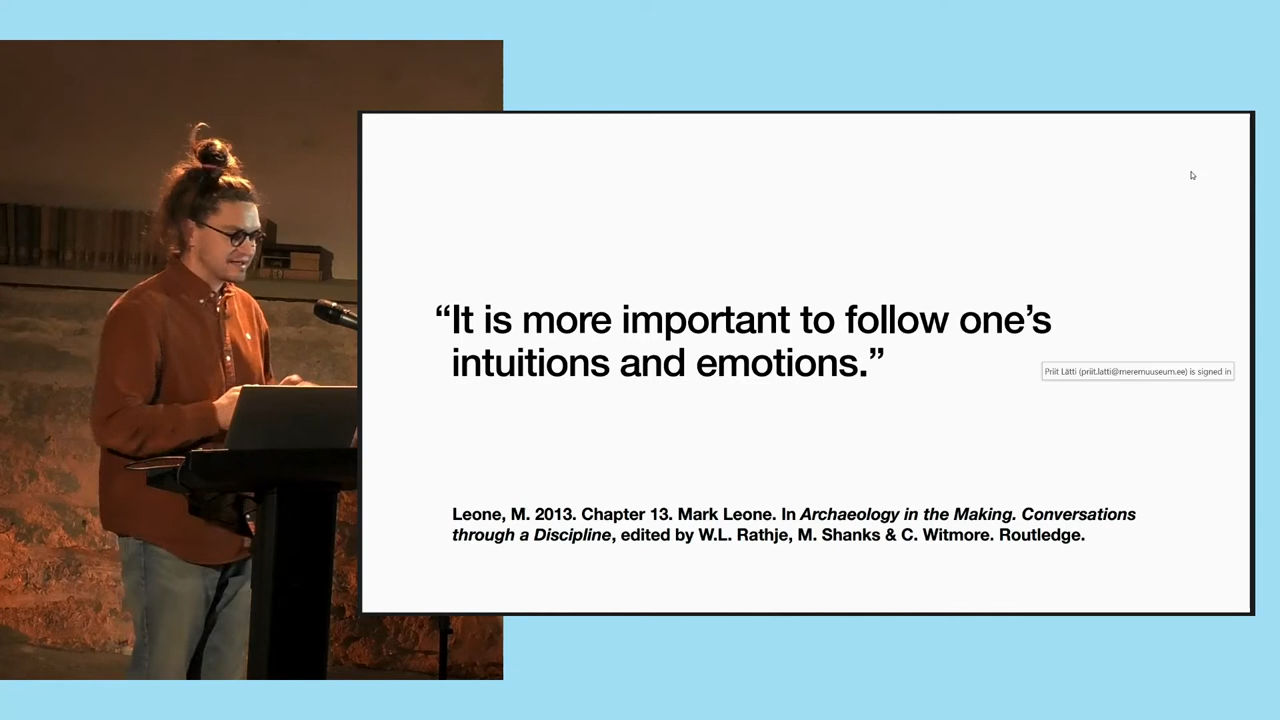 “It is more important to follow one’s
intuitions and emotions.”
Priit Lätti (priit.latti@meremuuseum.ee) is signed in
Leone, M. 2013. Chapter 13. Mark Leone. In Archaeology in the Making. Conversations
through a Discipline, edited by W.L. Rathje, M. Shanks & C. Witmore. Routledge.